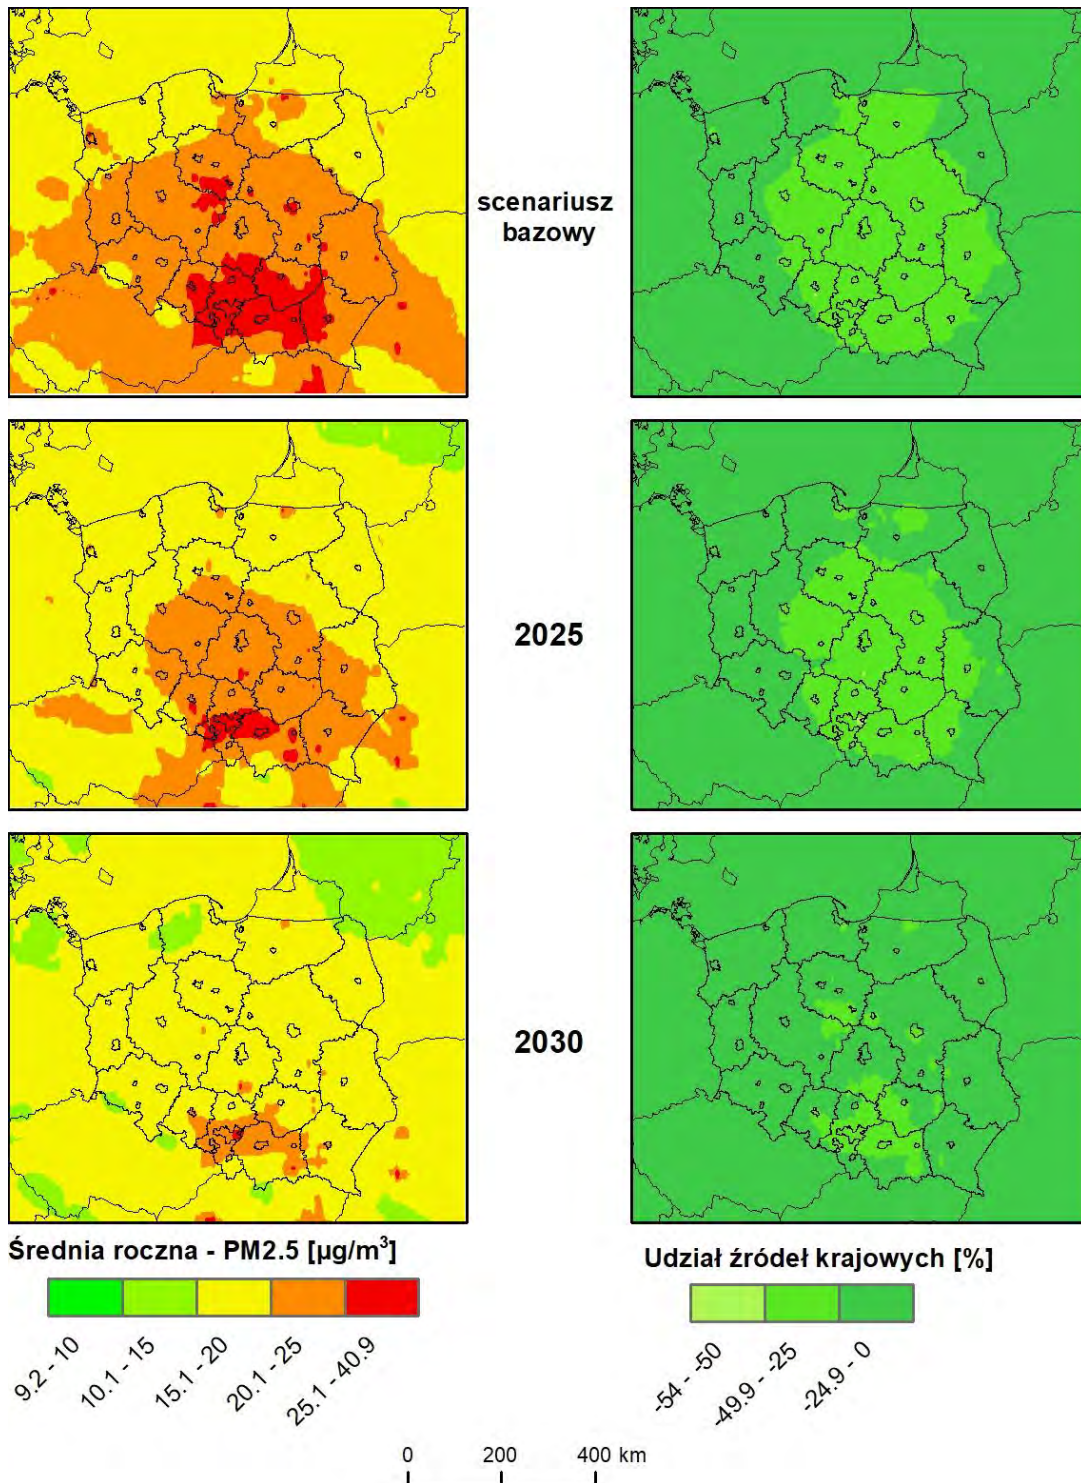 scenariusz
bazowy
2025
2030
Średnia roczna - PM2.5 [µg/m³]
9.2 - 10
10.1 - 15
15.1 - 20
20.1 - 25
25.1 - 40.9
Udział źródeł krajowych [%]
-54 - -50
-49.9 - -25
-24.9 - 0
0 200 400 km